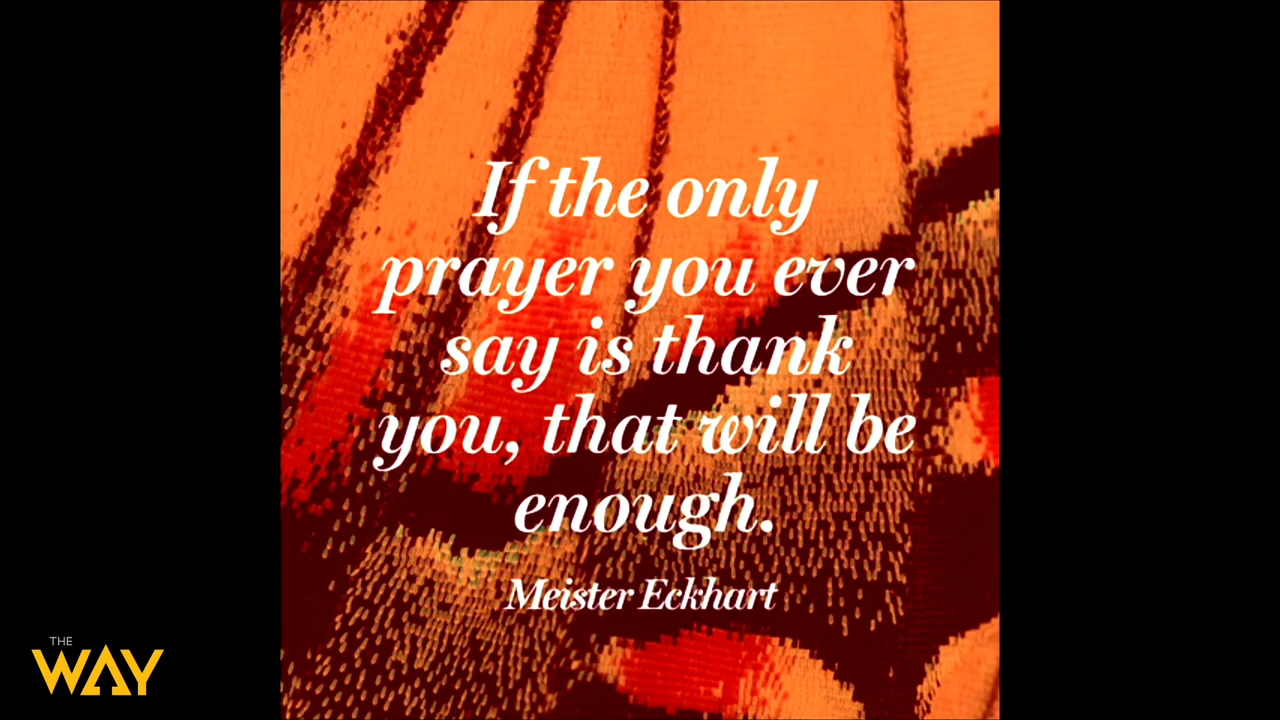 If the only
prayer you ever
say is thank
you, that will be
enough.
Meister Eckhart
THE
WAY